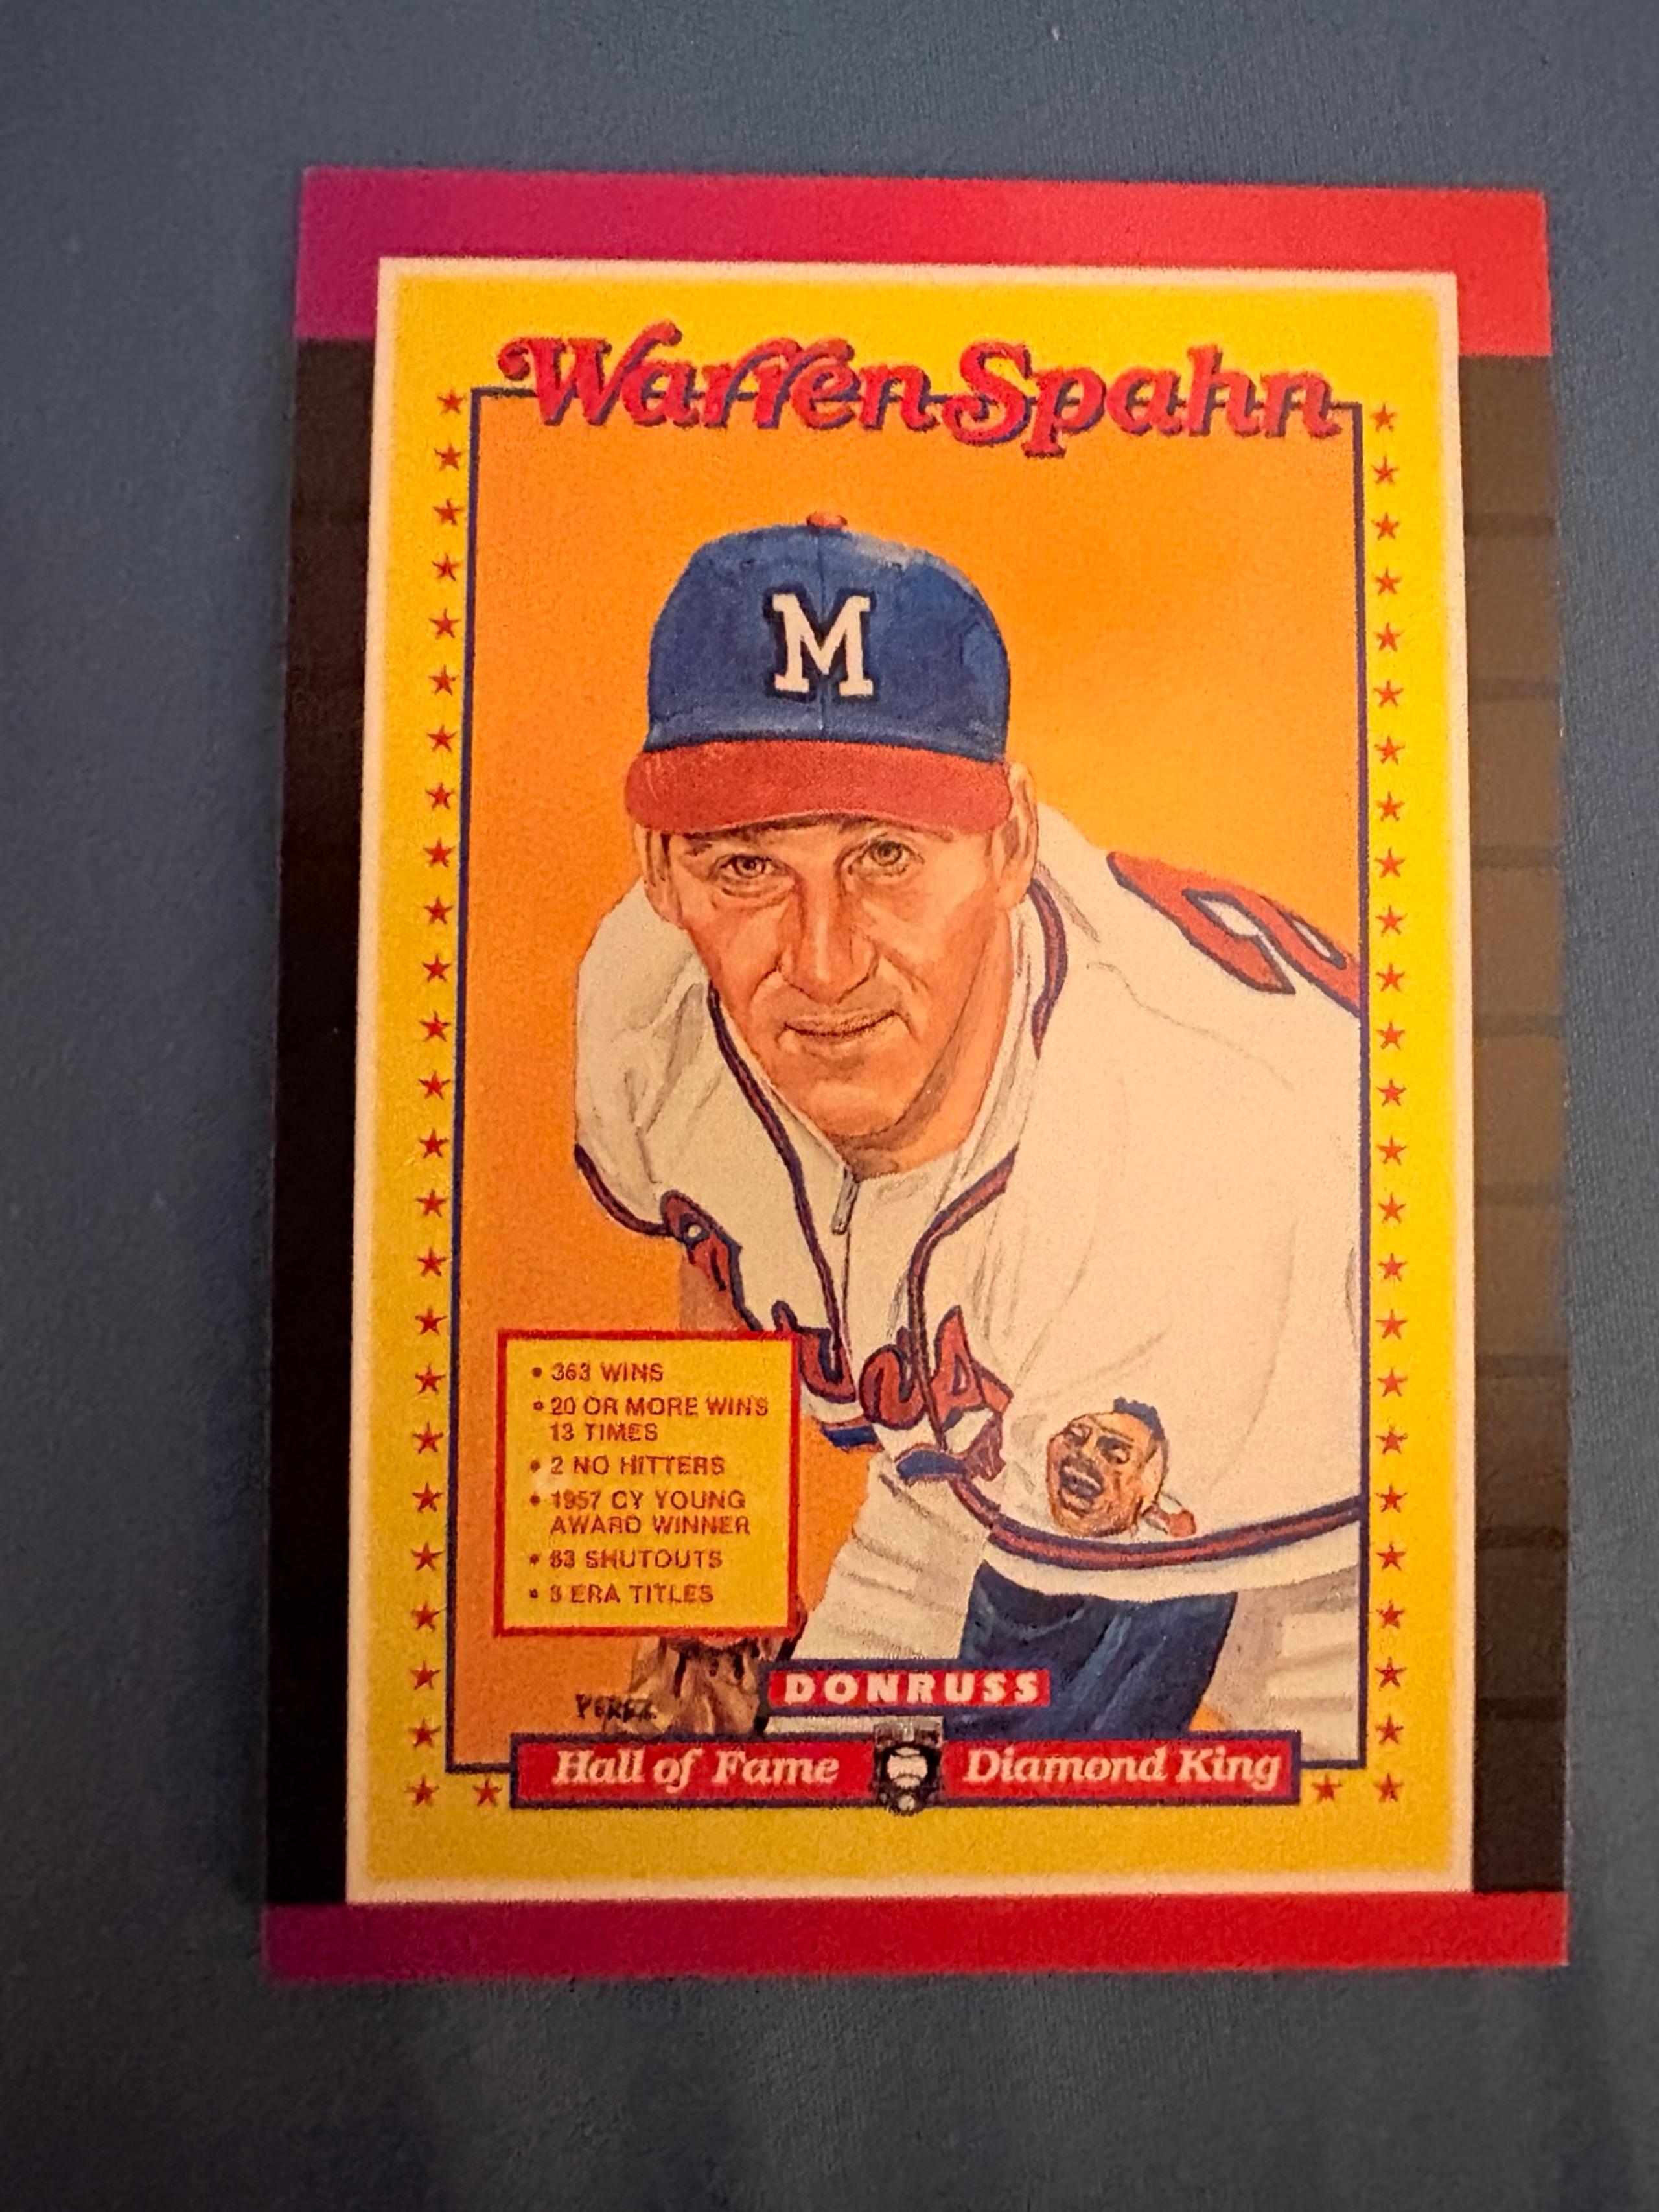 Warren Spahn
M
• 363 WINS
• 20 OR MORE WINS
13 TIMES
• 2 NO HITTERS
• 1957 CY YOUNG
AWARD WINNER
• 63 SHUTOUTS
• 3 ERA TITLES
PEREZ
DONRUSS
Hall of Fame Diamond King